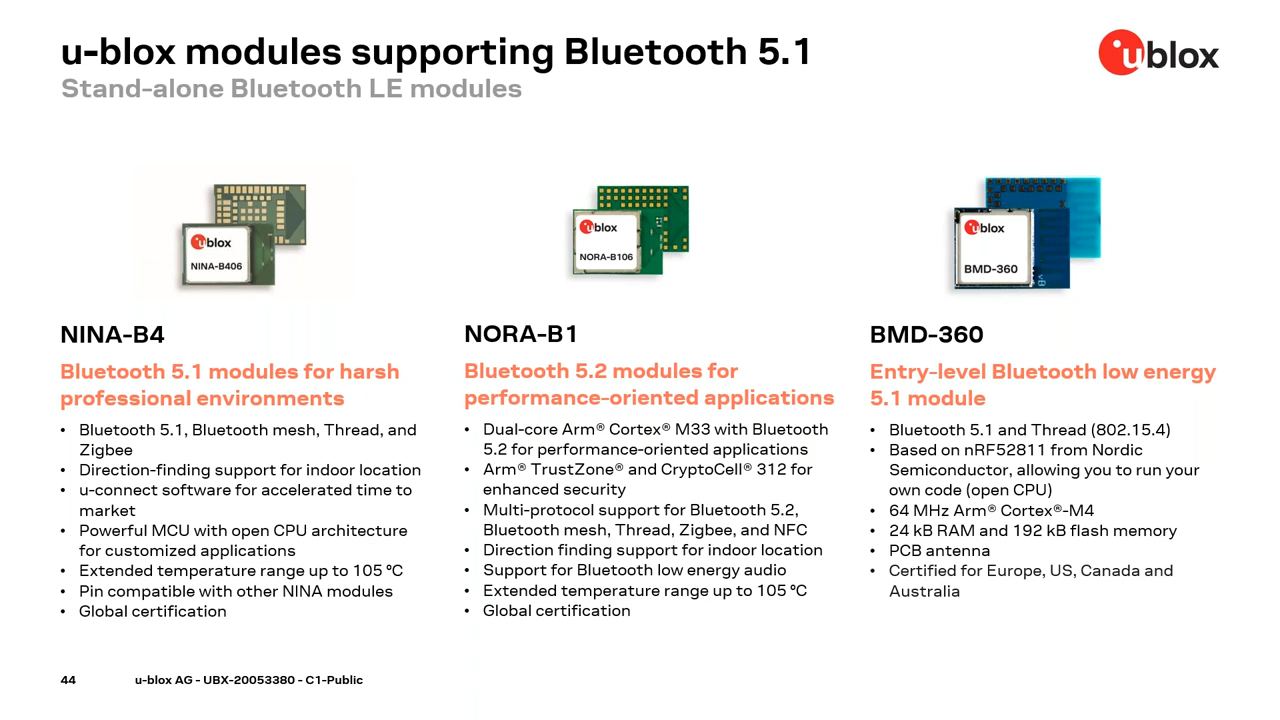 u-blox modules supporting Bluetooth 5.1
Stand-alone Bluetooth LE modules
ublox
ublox
NINA-B406
ublox
NORA-B106
ublox
BMD-360
NINA-B4
Bluetooth 5.1 modules for harsh
professional environments
• Bluetooth 5.1, Bluetooth mesh, Thread, and
Zigbee
• Direction-finding support for indoor location
• u-connect software for accelerated time to
market
• Powerful MCU with open CPU architecture
for customized applications
• Extended temperature range up to 105 °C
• Pin compatible with other NINA modules
• Global certification
NORA-B1
Bluetooth 5.2 modules for
performance-oriented applications
• Dual-core Arm® Cortex® M33 with Bluetooth
5.2 for performance-oriented applications
• Arm® TrustZone® and CryptoCell® 312 for
enhanced security
• Multi-protocol support for Bluetooth 5.2,
Bluetooth mesh, Thread, Zigbee, and NFC
• Direction finding support for indoor location
• Support for Bluetooth low energy audio
• Extended temperature range up to 105 °C
• Global certification
BMD-360
Entry-level Bluetooth low energy
5.1 module
• Bluetooth 5.1 and Thread (802.15.4)
• Based on nRF52811 from Nordic
Semiconductor, allowing you to run your
own code (open CPU)
• 64 MHz Arm® Cortex®-M4
• 24 kB RAM and 192 kB flash memory
• PCB antenna
• Certified for Europe, US, Canada and
Australia
44
u-blox AG - UBX-20053380 - C1-Public